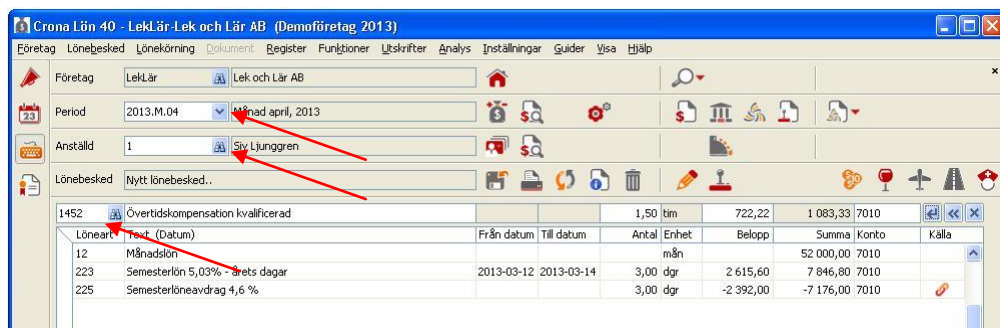 Crona Lön 40 - LekLär-Lek och Lär AB (Demoföretag 2013)
Företag Lönebesked Lönekörning Dokument Register Funktioner Utskrifter Analys Inställningar Guider Visa Hjälp
Företag LekLär Lek och Lär AB
23 Period 2013.M.04 Månad april, 2013
Anställd 1 Siv Ljunggren
Lönebesked Nytt lönebesked..
1452 Övertidskompensation kvalificerad 1,50 tim 722,22 1 083,33 7010
Löneart Text (Datum) Från datum Till datum Antal Enhet Belopp Summa Konto Källa
12 Månadslön mån 52 000,00 7010
223 Semesterlön 5,03% - årets dagar 2013-03-12 2013-03-14 3,00 dgr 2 615,60 7 846,80 7010
225 Semesterlöneavdrag 4,6 % 3,00 dgr -2 392,00 -7 176,00 7010